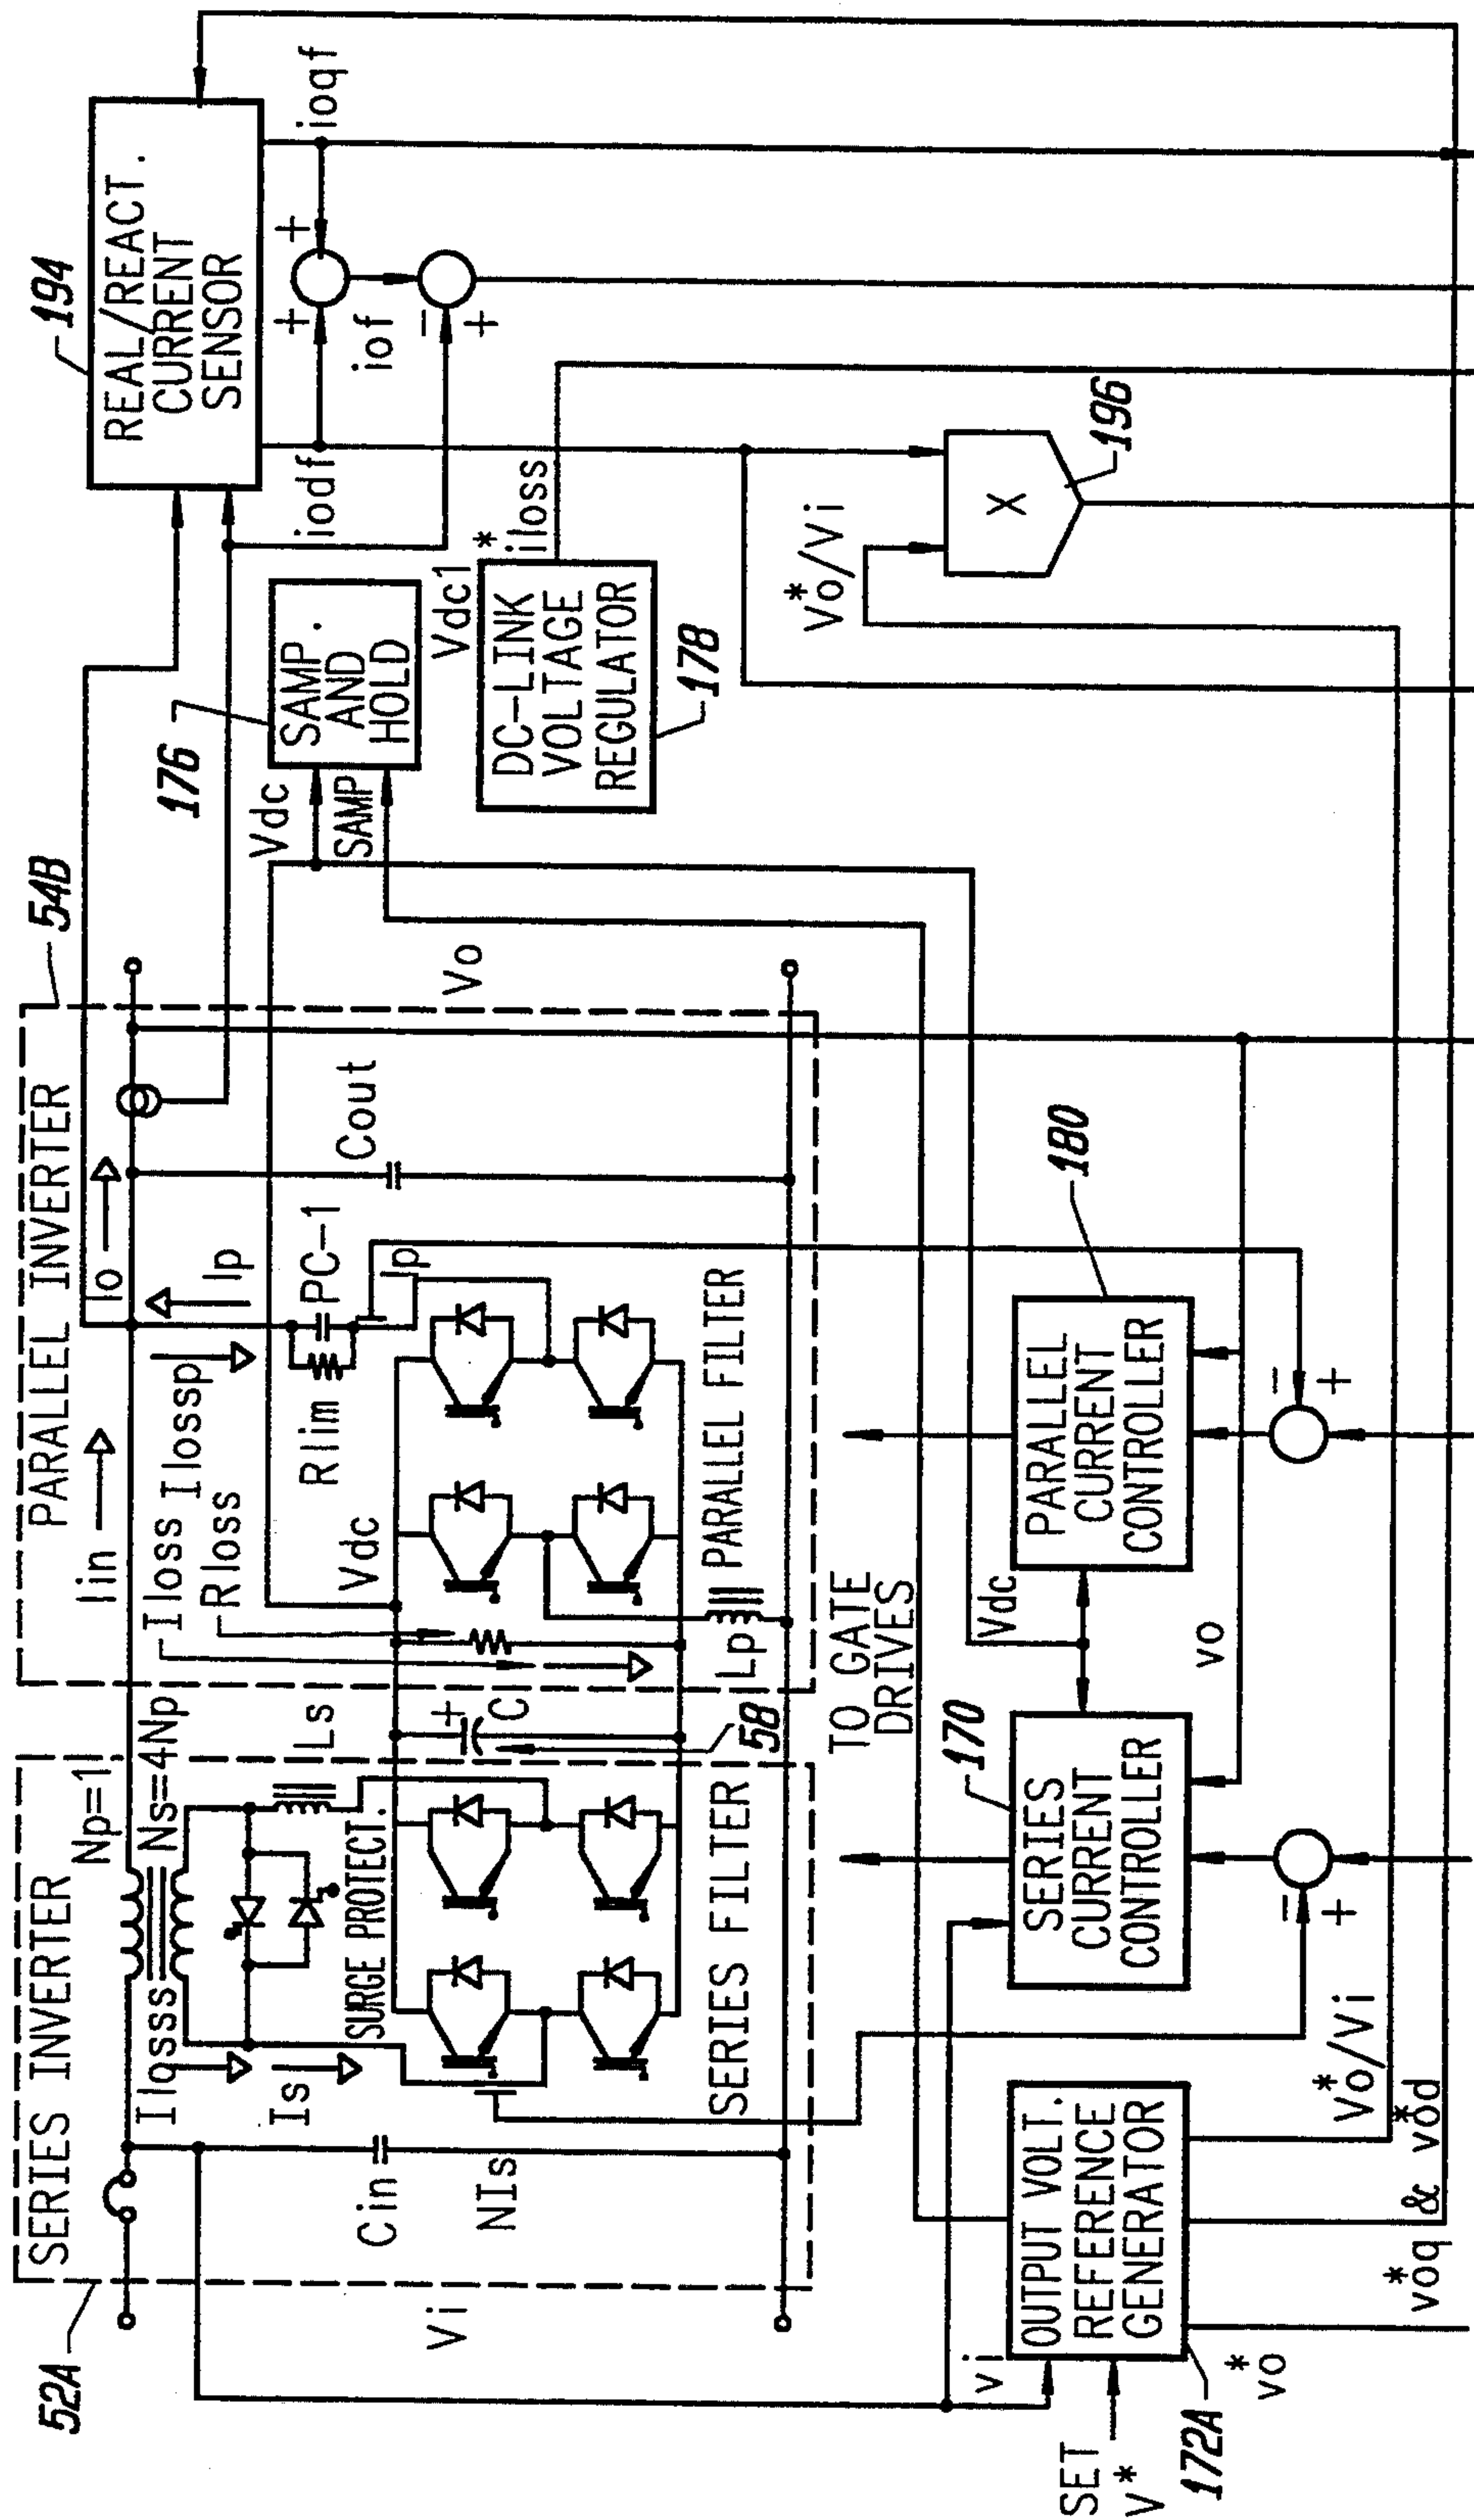 52A
SERIES INVERTER
Np=1
PARALLEL INVERTER
54B
194
REAL/REACT.
CURRENT
SENSOR
Ilosss
Ns=4Np
Iin
Io
Is
Ls
Iloss
Ilossp
Ip
Rloss
Rlim
PC-1
Ip
Vi
Cin
NIs
SURGE PROTECT.
SERIES FILTER
+
C
58
Vdc
Lp
PARALLEL FILTER
Cout
Vo
176
Vdc
SAMP
SAMP.
AND
HOLD
Vdc1
iodf
iof
ioqf
+
+
−
+
*
iloss
DC-LINK
VOLTAGE
REGULATOR
178
*
Vo/Vi
X
196
TO GATE
DRIVES
SET
V*
vi
OUTPUT VOLT.
REFERENCE
GENERATOR
172A
*
vo
*
Vo/Vi
*
voq & *
vod
170
SERIES
CURRENT
CONTROLLER
−
+
Vdc
vo
180
PARALLEL
CURRENT
CONTROLLER
−
+